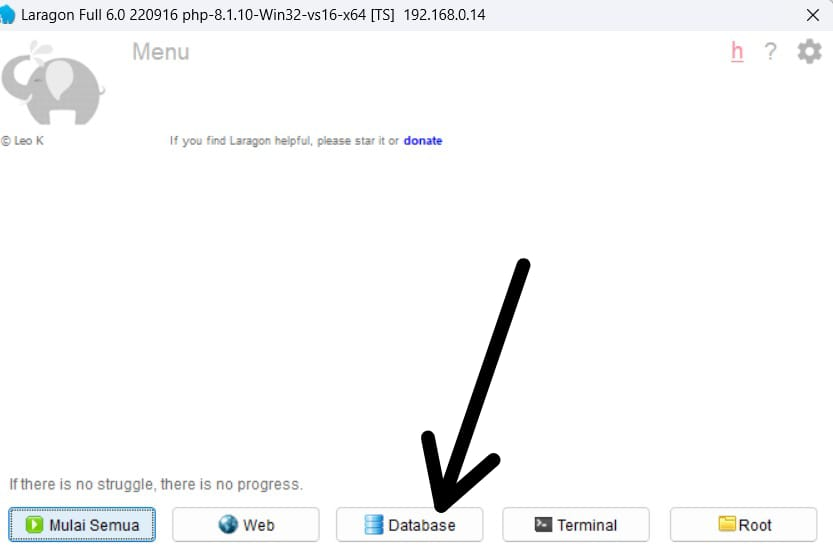 Laragon Full 6.0 220916 php-8.1.10-Win32-vs16-x64 [TS] 192.168.0.14
Menu
h ?
© Leo K
If you find Laragon helpful, please star it or donate
If there is no struggle, there is no progress.
Mulai Semua Web Database Terminal Root